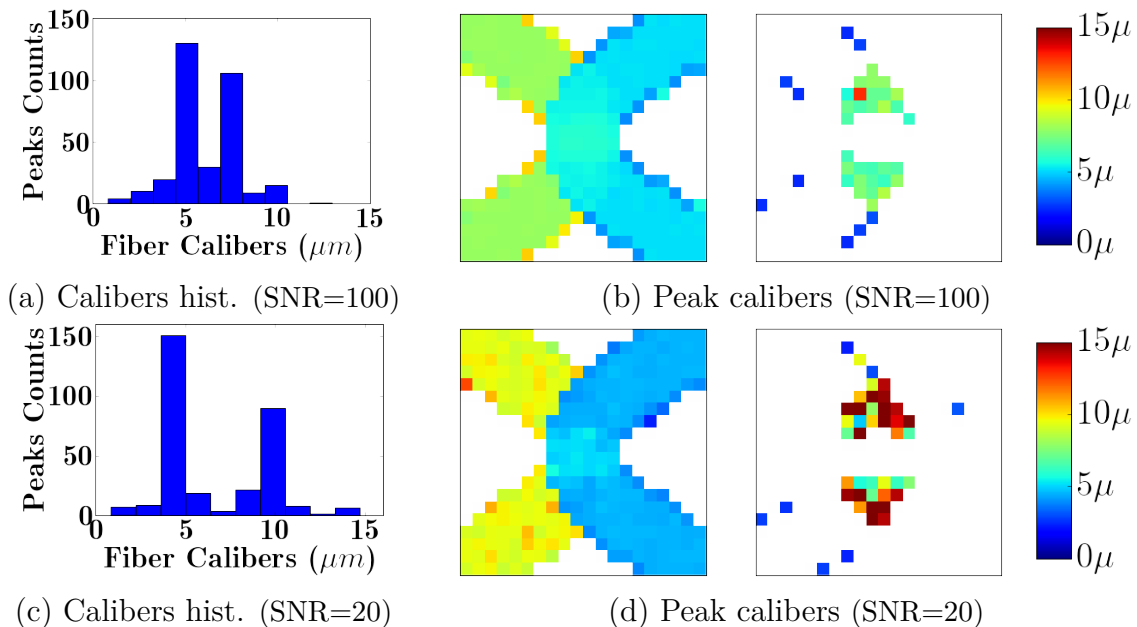 150
100
50
0
Peaks Counts
0 5 10 15
Fiber Calibers (μm)
(a) Calibers hist. (SNR=100)
15μ
10μ
5μ
0μ
(b) Peak calibers (SNR=100)
150
100
50
0
Peaks Counts
0 5 10 15
Fiber Calibers (μm)
(c) Calibers hist. (SNR=20)
15μ
10μ
5μ
0μ
(d) Peak calibers (SNR=20)